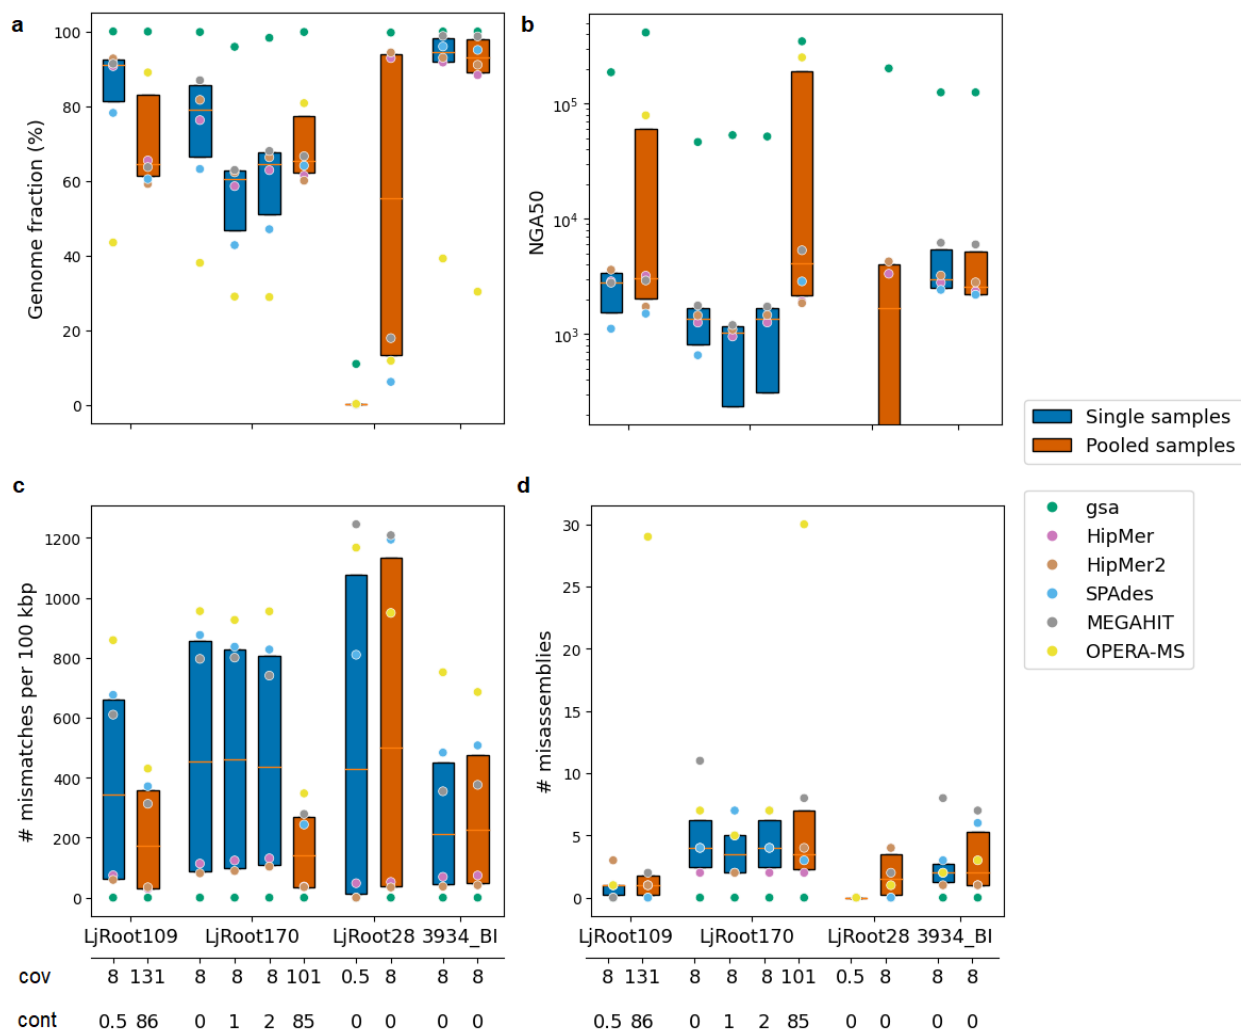 a
b
Genome fraction (%)
100
80
60
40
20
0
NGA50
10^5
10^4
10^3
Single samples
Pooled samples
gsa
HipMer
HipMer2
SPAdes
MEGAHIT
OPERA-MS
c
d
# mismatches per 100 kbp
1200
1000
800
600
400
200
0
# misassemblies
30
25
20
15
10
5
0
LjRoot109 LjRoot170 LjRoot28 3934_BI
LjRoot109 LjRoot170 LjRoot28 3934_BI
cov 8 131 8 8 8 101 0.5 8 8 8
8 131 8 8 8 101 0.5 8 8 8
cont 0.5 86 0 1 2 85 0 0 0 0
0.5 86 0 1 2 85 0 0 0 0